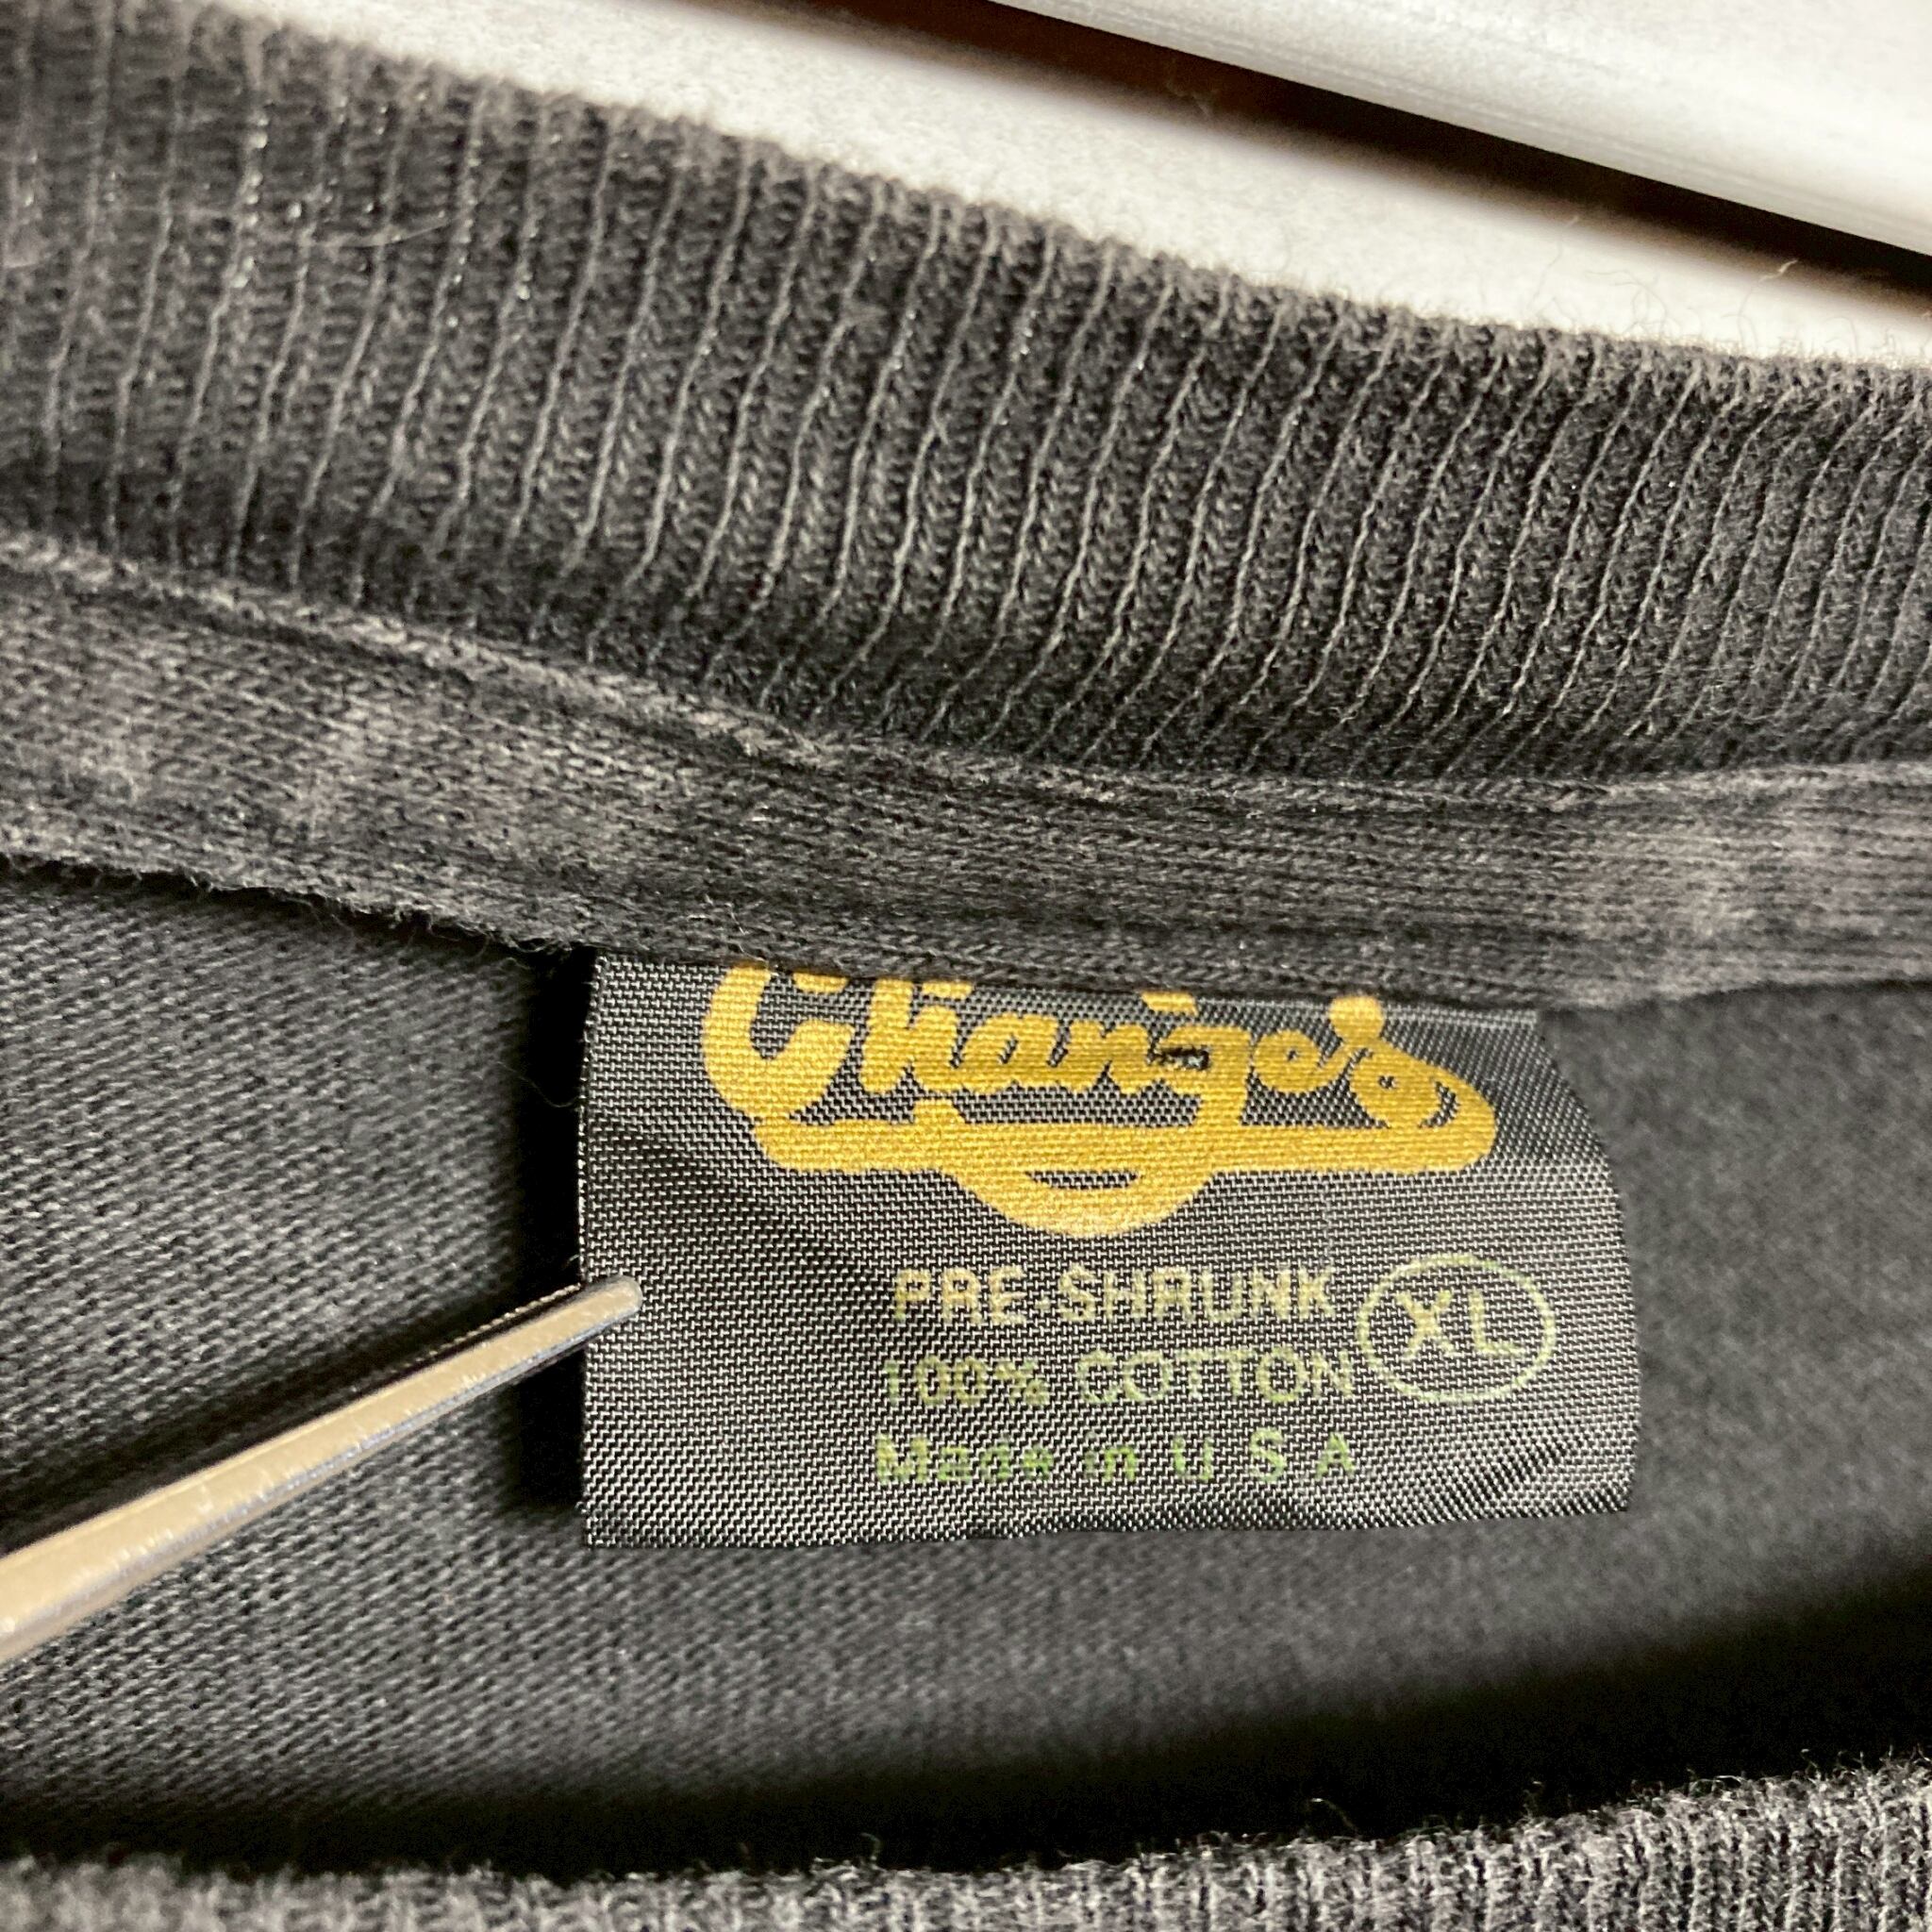 Changes
PRE-SHRUNK
XL
100% COTTON
Made in U S A